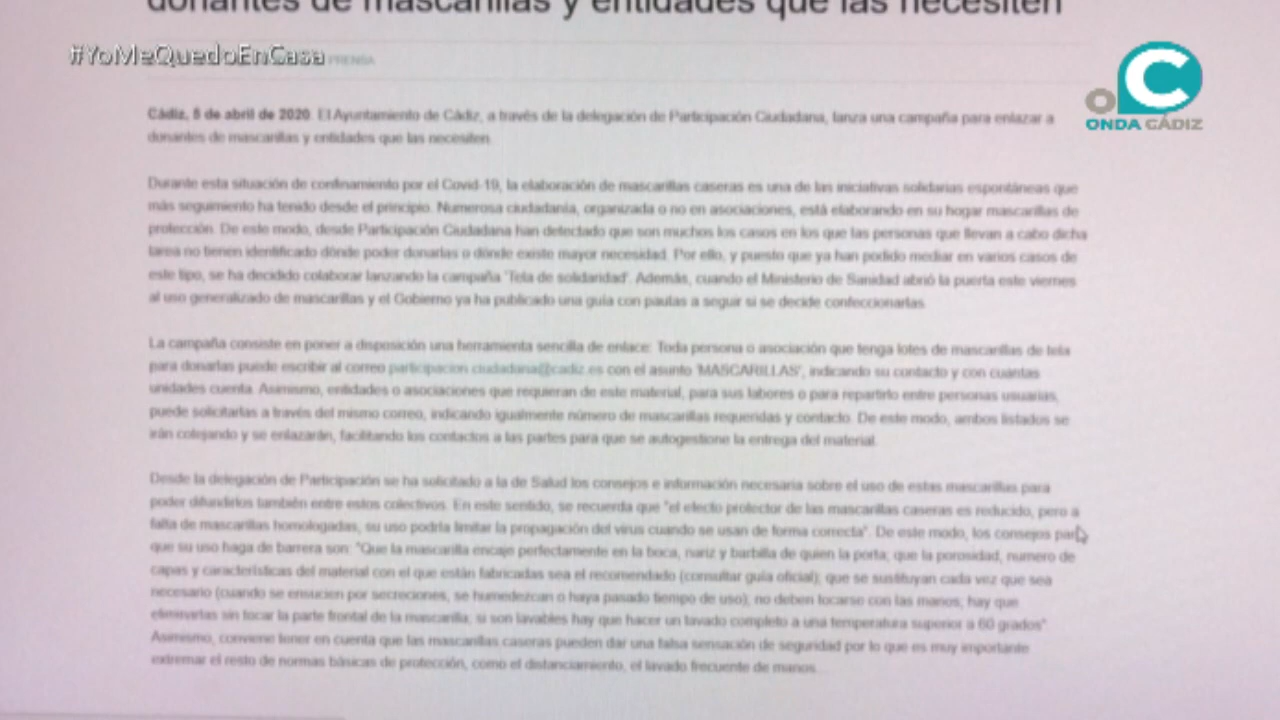 donantes de mascarillas y entidades que las necesiten
#YoMeQuedoEnCasa
PRENSA
OC
ONDA CÁDIZ
Cádiz, 5 de abril de 2020. El Ayuntamiento de Cádiz, a través de la delegación de Participación Ciudadana, lanza una campaña para enlazar a
donantes de mascarillas y entidades que las necesiten.
Durante esta situación de confinamiento por el Covid-19, la elaboración de mascarillas caseras es una de las iniciativas solidarias espontáneas que
más seguimiento ha tenido desde el principio. Numerosa ciudadanía, organizada o no en asociaciones, está elaborando en su hogar mascarillas de
protección. De este modo, desde Participación Ciudadana han detectado que son muchos los casos en los que las personas que llevan a cabo dicha
tarea no tienen identificado dónde poder donarlas o dónde existe mayor necesidad. Por ello, y puesto que ya han podido mediar en varios casos de
este tipo, se ha decidido colaborar lanzando la campaña 'Tela de solidaridad'. Además, cuando el Ministerio de Sanidad abrió la puerta este viernes
al uso generalizado de mascarillas y el Gobierno ya ha publicado una guía con pautas a seguir si se decide confeccionarlas.
La campaña consiste en poner a disposición una herramienta sencilla de enlace: Toda persona o asociación que tenga lotes de mascarillas de tela
para donarlas puede escribir al correo participacion.ciudadana@cadiz.es con el asunto 'MASCARILLAS', indicando su contacto y con cuantas
unidades cuenta. Asimismo, entidades o asociaciones que requieran de este material, para sus labores o para repartirlo entre personas usuarias,
puede solicitarlas a través del mismo correo, indicando igualmente número de mascarillas requeridas y contacto. De este modo, ambos listados se
irán cotejando y se enlazarán, facilitando los contactos a las partes para que se autogestione la entrega del material.
Desde la delegación de Participación se ha solicitado a la de Salud los consejos e información necesaria sobre el uso de estas mascarillas para
poder difundirlos también entre estos colectivos. En este sentido, se recuerda que "el efecto protector de las mascarillas caseras es reducido, pero a
falta de mascarillas homologadas, su uso podría limitar la propagación del virus cuando se usan de forma correcta". De este modo, los consejos para
que su uso haga de barrera son: "Que la mascarilla encaje perfectamente en la boca, nariz y barbilla de quien la porta; que la porosidad, numero de
capas y características del material con el que están fabricadas sea el recomendado (consultar guía oficial); que se sustituyan cada vez que sea
necesario (cuando se ensucien por secreciones, se humedezcan o haya pasado tiempo de uso); no deben tocarse con las manos; hay que
eliminarlas sin tocar la parte frontal de la mascarilla; si son lavables hay que hacer un lavado completo a una temperatura superior a 60 grados"
Asimismo, conviene tener en cuenta que las mascarillas caseras pueden dar una falsa sensación de seguridad por lo que es muy importante
extremar el resto de normas básicas de protección, como el distanciamiento, el lavado frecuente de manos...